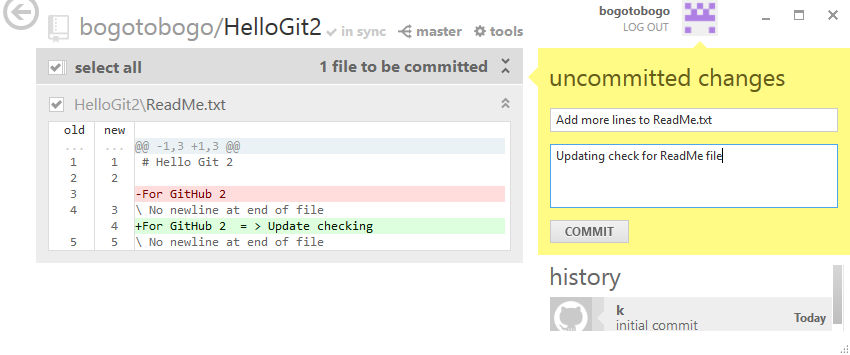 bogotobogo
LOG OUT
bogotobogo/HelloGit2 in sync master tools
select all 1 file to be committed
HelloGit2\ReadMe.txt
old new
... ... @@ -1,3 +1,3 @@
1 1 # Hello Git 2
2 2
3 -For GitHub 2
4 3 \ No newline at end of file
4 +For GitHub 2 = > Update checking
5 5 \ No newline at end of file
uncommitted changes
Add more lines to ReadMe.txt
Updating check for ReadMe file
COMMIT
history
k
Today
initial commit